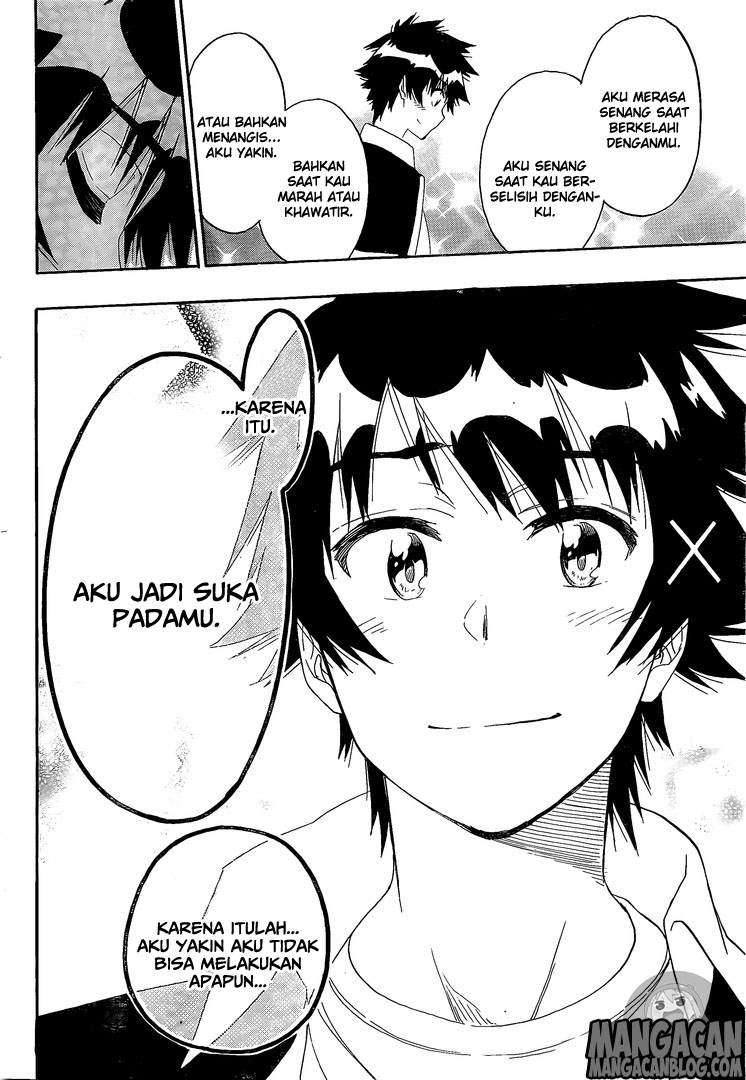 AKU MERASA
SENANG SAAT
BERKELAHI
DENGANMU.
AKU SENANG
SAAT KAU BER-
SELISIH DENGAN-
KU.
BAHKAN
SAAT KAU
MARAH ATAU
KHAWATIR.
ATAU BAHKAN
MENANGIS...
AKU YAKIN.
...KARENA
ITU.
AKU JADI SUKA
PADAMU.
KARENA ITULAH...
AKU YAKIN AKU TIDAK
BISA MELAKUKAN
APAPUN...
MANGACAN
MANGACANBLOG.COM